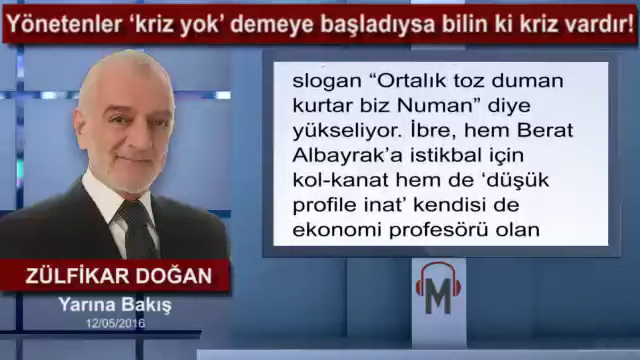 Yönetenler ‘kriz yok’ demeye başladıysa bilin ki kriz vardır!
slogan “Ortalık toz duman
kurtar biz Numan” diye
yükseliyor. İbre, hem Berat
Albayrak’a istikbal için
kol-kanat hem de ‘düşük
profile inat’ kendisi de
ekonomi profesörü olan
ZÜLFİKAR DOĞAN
Yarına Bakış
12/05/2016
M